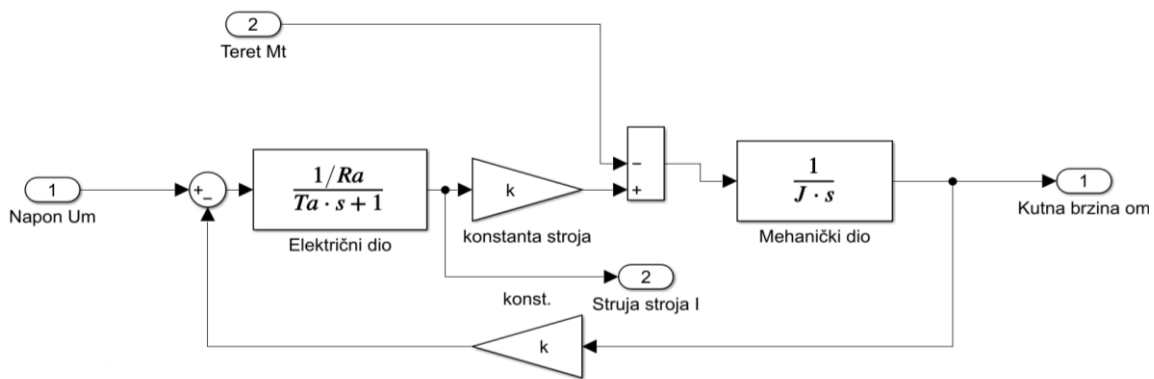 2
Teret Mt
1
Napon Um
+
−
1/Ra
Ta · s + 1
Električni dio
k
konstanta stroja
−
+
1
J · s
Mehanički dio
1
Kutna brzina om
2
Struja stroja I
konst.
k